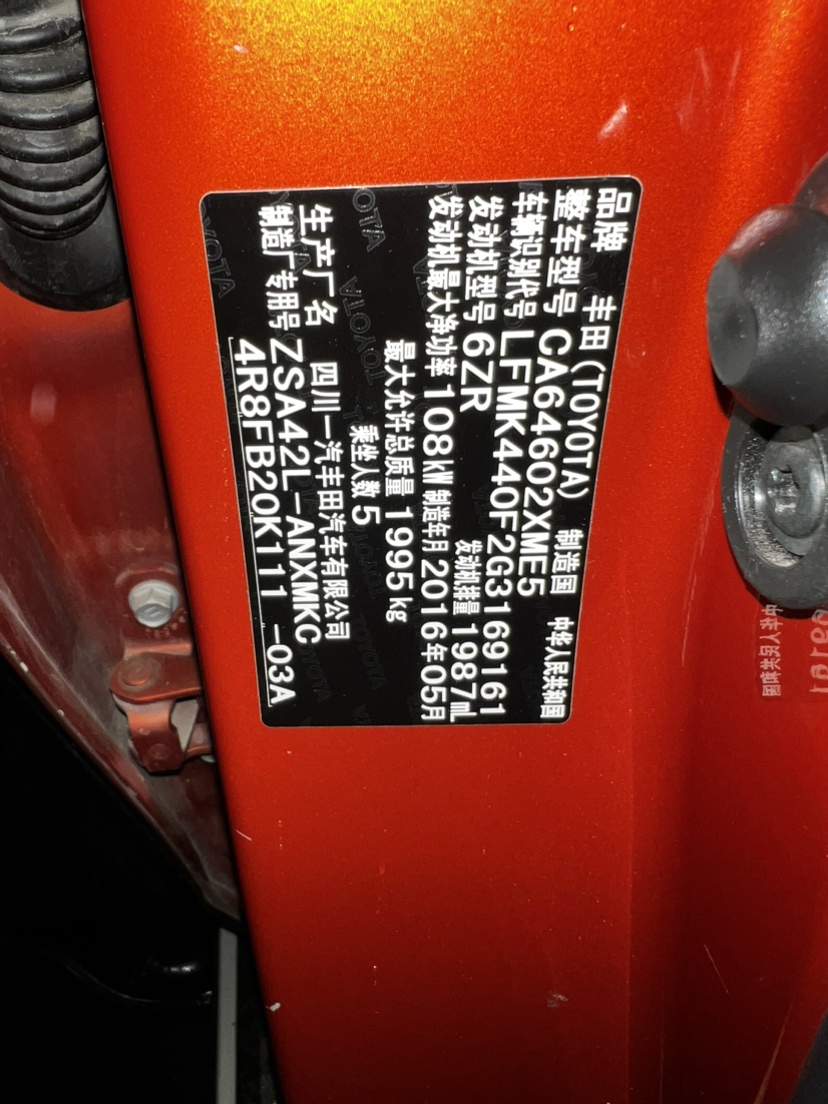 品牌 丰田(TOYOTA) 制造国 中华人民共和国
整车型号 CA64602XME5
车辆识别代号 LFMK440F2G3169161
发动机型号 6ZR 发动机排量 1987mL
发动机最大净功率 108kW 制造年月 2016年05月
最大允许总质量 1995kg
乘坐人数 5
生产厂名 四川一汽丰田汽车有限公司
制造厂专用号 ZSA42L-ANXMKC
4R8FB20K111 -03A